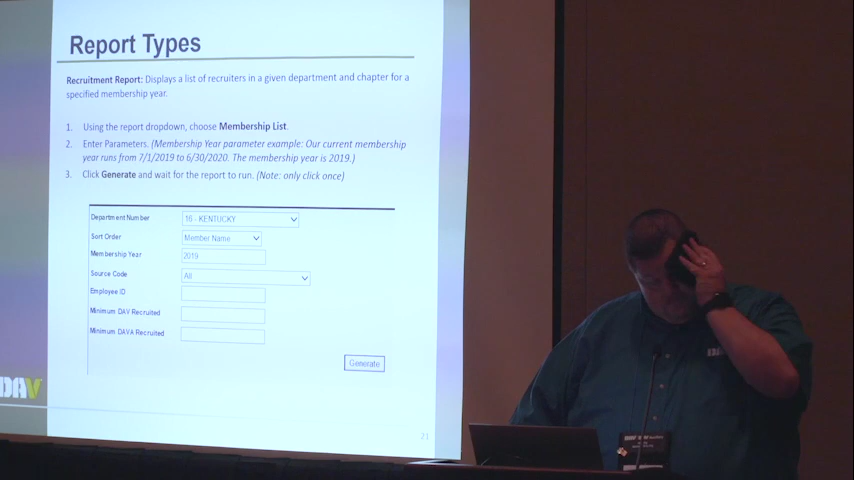 Report Types
Recruitment Report: Displays a list of recruiters in a given department and chapter for a
specified membership year.
1. Using the report dropdown, choose Membership List.
2. Enter Parameters. (Membership Year parameter example: Our current membership
year runs from 7/1/2019 to 6/30/2020. The membership year is 2019.)
3. Click Generate and wait for the report to run. (Note: only click once)
Department Number 16 - KENTUCKY
Sort Order Member Name
Membership Year 2019
Source Code All
Employee ID
Minimum DAV Recruited
Minimum DAVA Recruited
Generate
DAV
21